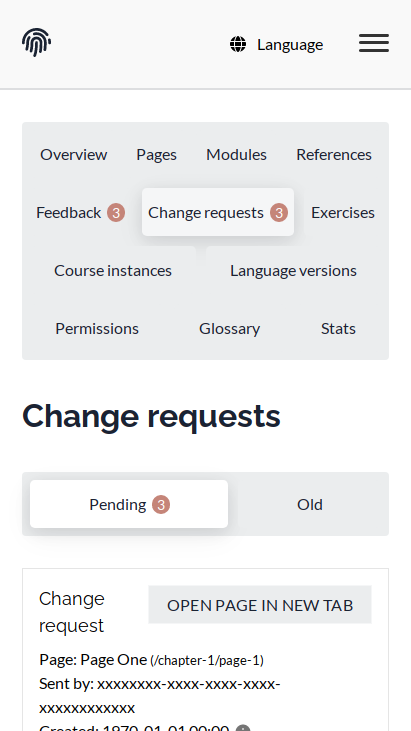 Language
Overview Pages Modules References
Feedback 3 Change requests 3 Exercises
Course instances Language versions
Permissions Glossary Stats
Change requests
Pending 3 Old
Change request OPEN PAGE IN NEW TAB
Page: Page One (/chapter-1/page-1)
Sent by: xxxxxxxx-xxxx-xxxx-xxxx-
xxxxxxxxxxxx
Created: 1970-01-01 00:00